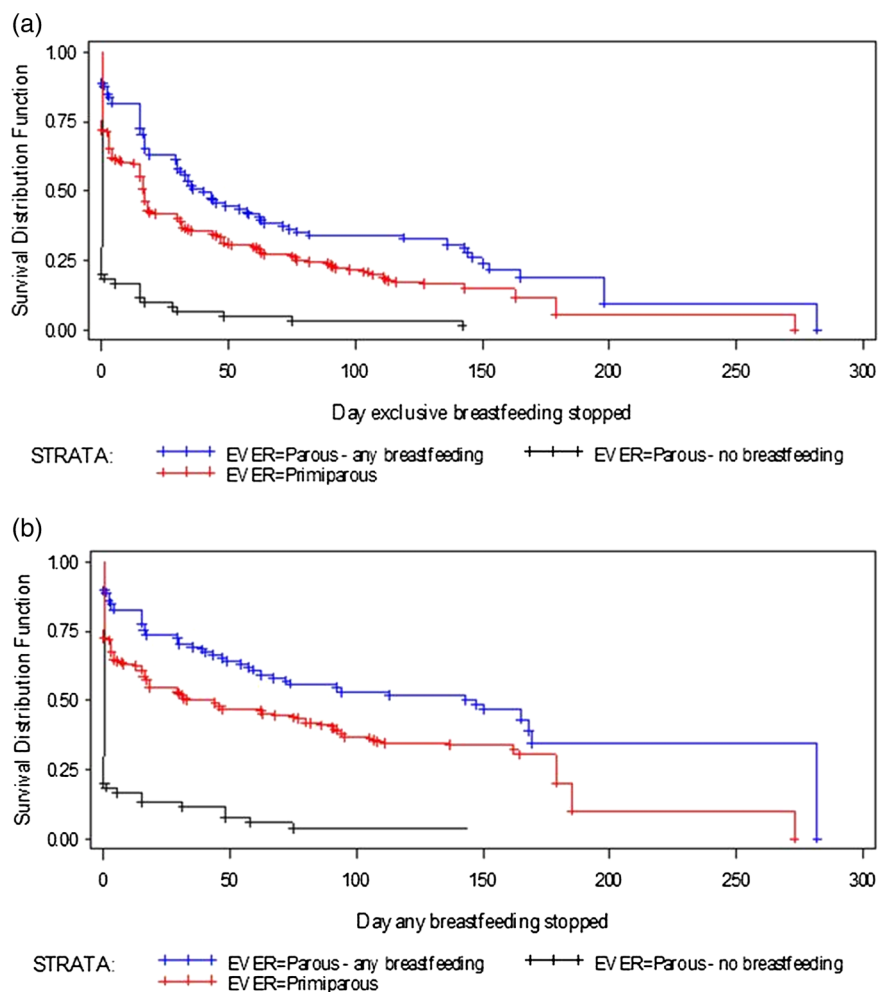 (a)
1.00
0.75
0.50
0.25
0.00
Survival Distribution Function
0 50 100 150 200 250 300
Day exclusive breastfeeding stopped
STRATA: EVER=Parous - any breastfeeding EVER=Parous - no breastfeeding
EVER=Primiparous
(b)
1.00
0.75
0.50
0.25
0.00
Survival Distribution Function
0 50 100 150 200 250 300
Day any breastfeeding stopped
STRATA: EVER=Parous - any breastfeeding EVER=Parous - no breastfeeding
EVER=Primiparous